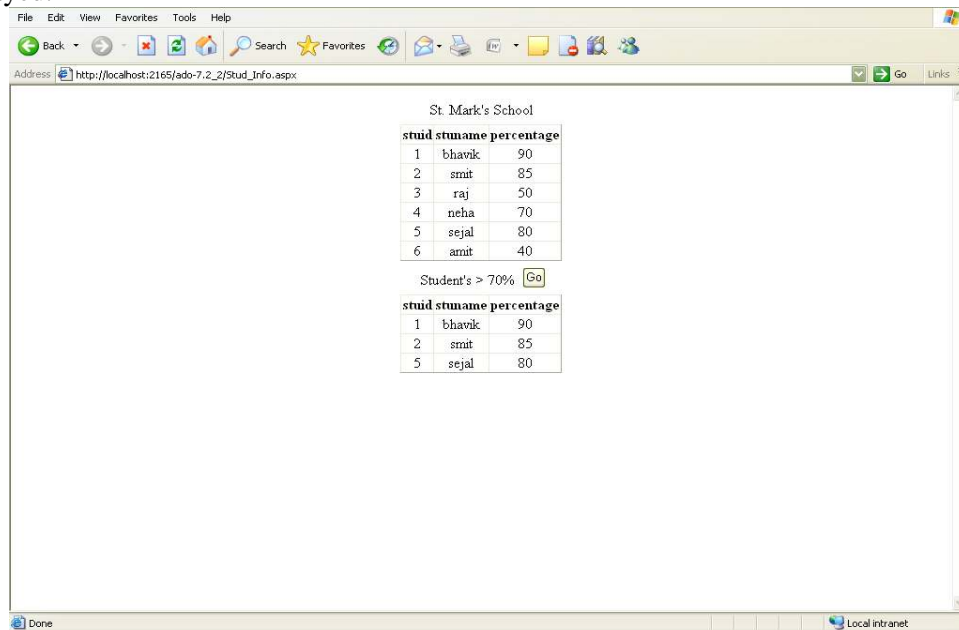 File Edit View Favorites Tools Help
Back Search Favorites
Address http://localhost:2165/ado-7.2_2/Stud_Info.aspx Go Links
St. Mark's School
stuid stuname percentage
1 bhavik 90
2 smit 85
3 raj 50
4 neha 70
5 sejal 80
6 amit 40
Student's > 70% Go
stuid stuname percentage
1 bhavik 90
2 smit 85
5 sejal 80
Done Local intranet